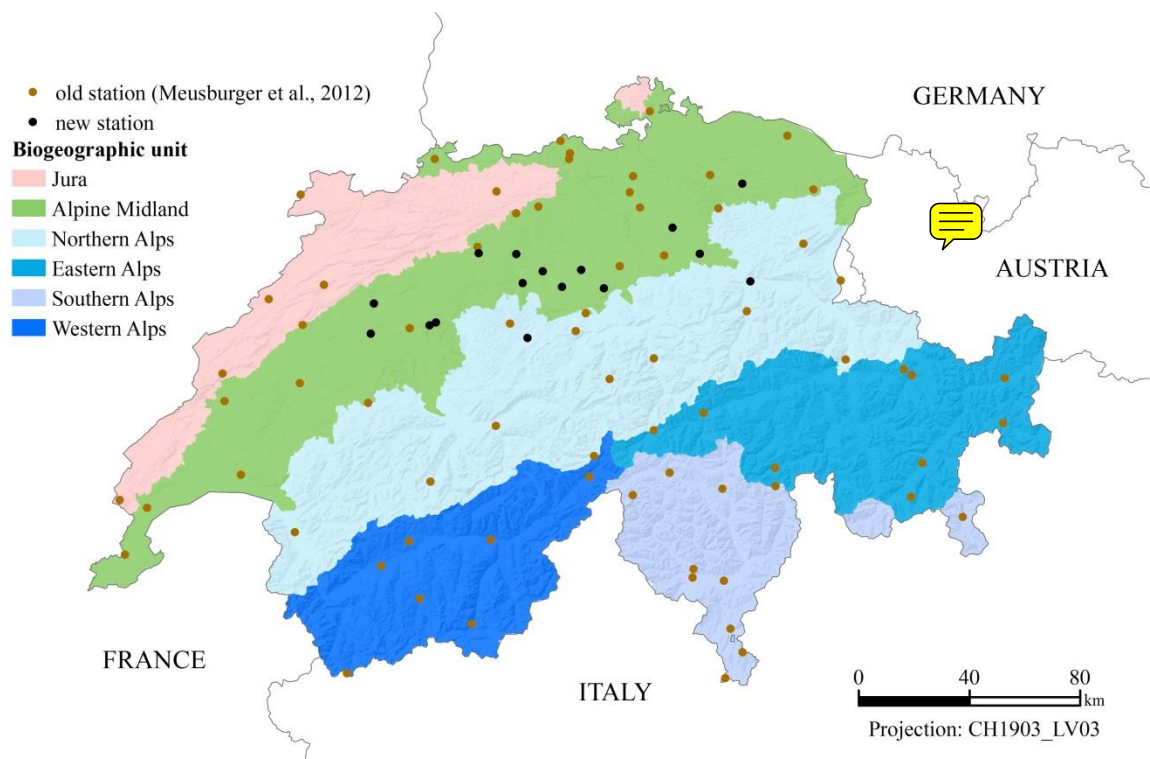 old station (Meusburger et al., 2012)
new station
Biogeographic unit
Jura
Alpine Midland
Northern Alps
Eastern Alps
Southern Alps
Western Alps
GERMANY
AUSTRIA
FRANCE
ITALY
0 40 80
km
Projection: CH1903_LV03